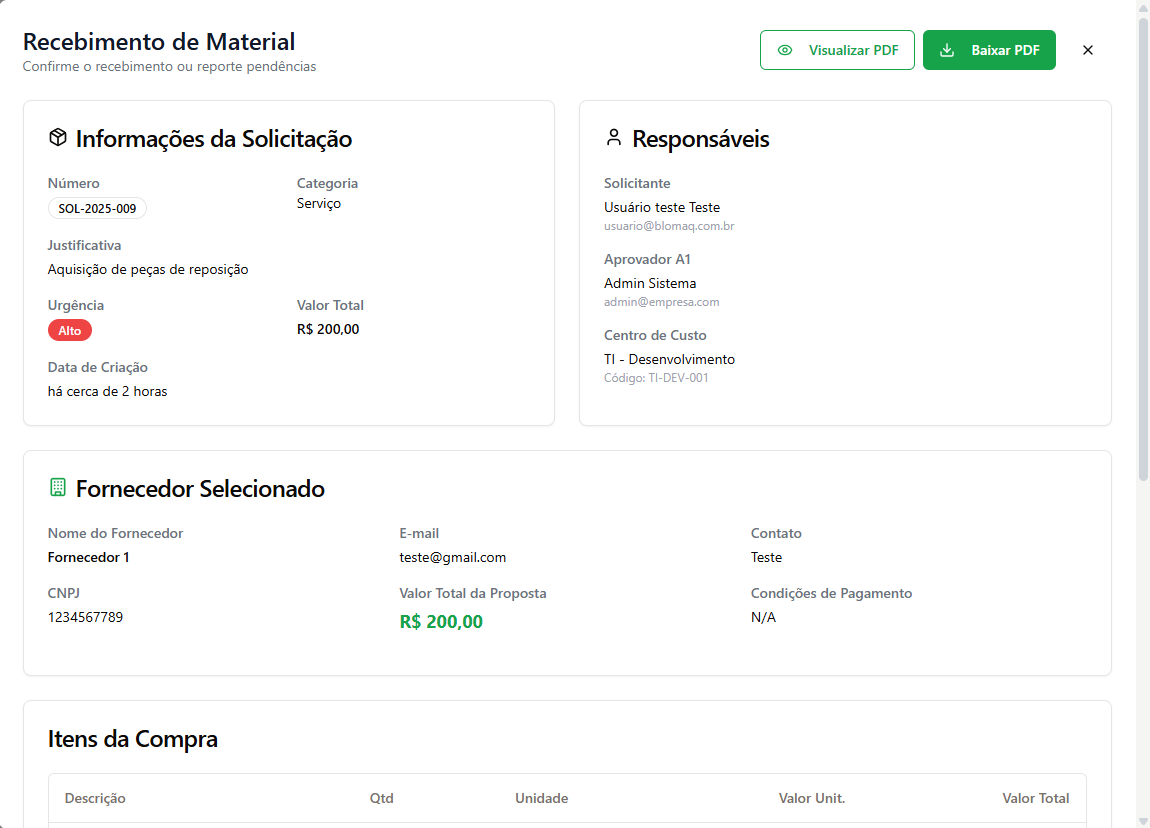 Recebimento de Material
Confirme o recebimento ou reporte pendências
Visualizar PDF
Baixar PDF
Informações da Solicitação
Número
Categoria
SOL-2025-009
Serviço
Justificativa
Aquisição de peças de reposição
Urgência
Valor Total
Alto
R$ 200,00
Data de Criação
há cerca de 2 horas
Responsáveis
Solicitante
Usuário teste Teste
usuario@blomaq.com.br
Aprovador A1
Admin Sistema
admin@empresa.com
Centro de Custo
TI - Desenvolvimento
Código: TI-DEV-001
Fornecedor Selecionado
Nome do Fornecedor
Fornecedor 1
E-mail
teste@gmail.com
Contato
Teste
CNPJ
1234567789
Valor Total da Proposta
R$ 200,00
Condições de Pagamento
N/A
Itens da Compra
Descrição Qtd Unidade Valor Unit. Valor Total